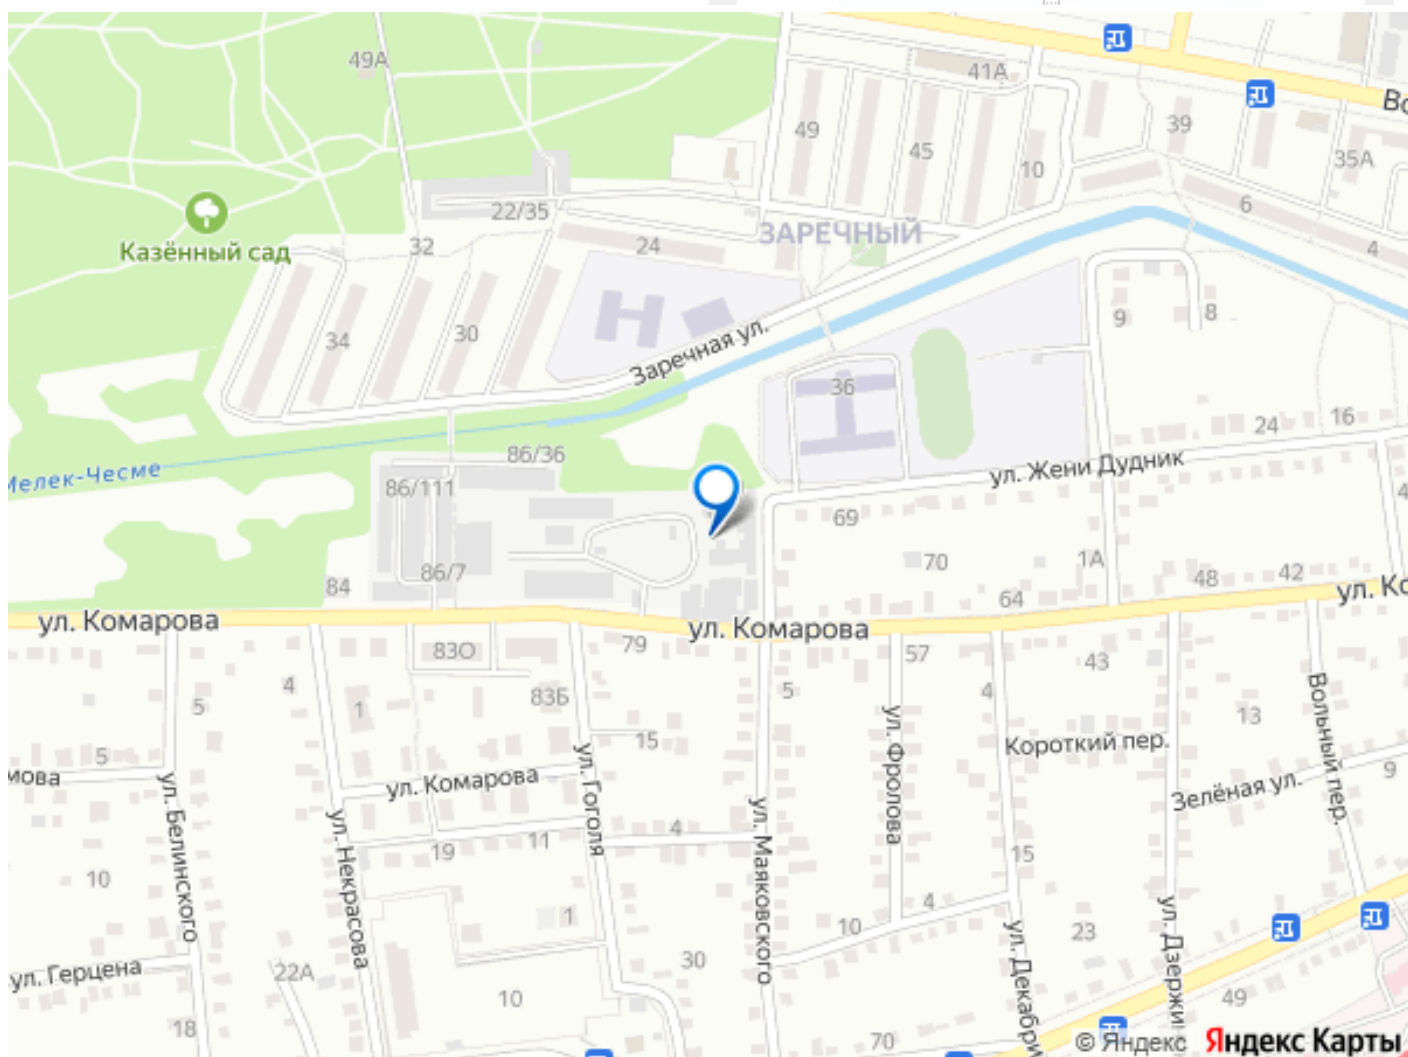 49А
41А
Во
49
45
39
35А
10
22/35
6
Казённый сад
32
24
ЗАРЕЧНЫЙ
4
34
30
9
8
Заречная ул.
36
24
16
86/36
Мелек-Чесме
86/111
ул. Жени Дудник
4
69
70
1А
86/7
84
64
48
42
ул. Ко
ул. Комарова
79
ул. Комарова
83О
57
43
4
5
1
83Б
5
4
13
Вольный пер.
15
5
ул. Фролова
Короткий пер.
мова
ул. Комарова
ул. Гоголя
Зелёная ул.
9
ул. Белинского
ул. Некрасова
19
11
4
ул. Маяковского
15
10
1
10
4
23
ул. Декабри
ул. Дзержи
ул. Герцена
22А
30
10
49
18
70
© Яндекс Яндекс Карты